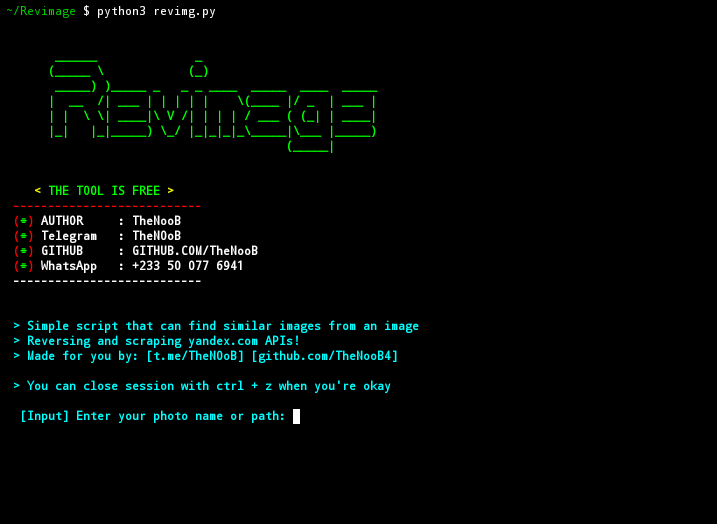 ~/Revimage $ python3 revimg.py
Revimage
< THE TOOL IS FREE >
~~~~~~~~~~~~~~~~~~~~~~~~~~~
(*) AUTHOR     : TheNooB
(*) Telegram   : TheN0oB
(*) GITHUB     : GITHUB.COM/TheNooB
(*) WhatsApp   : +233 50 077 6941
---------------------------
> Simple script that can find similar images from an image
> Reversing and scraping yandex.com APIs!
> Made for you by: [t.me/TheN0oB] [github.com/TheNooB4]
> You can close session with ctrl + z when you're okay
[Input] Enter your photo name or path: